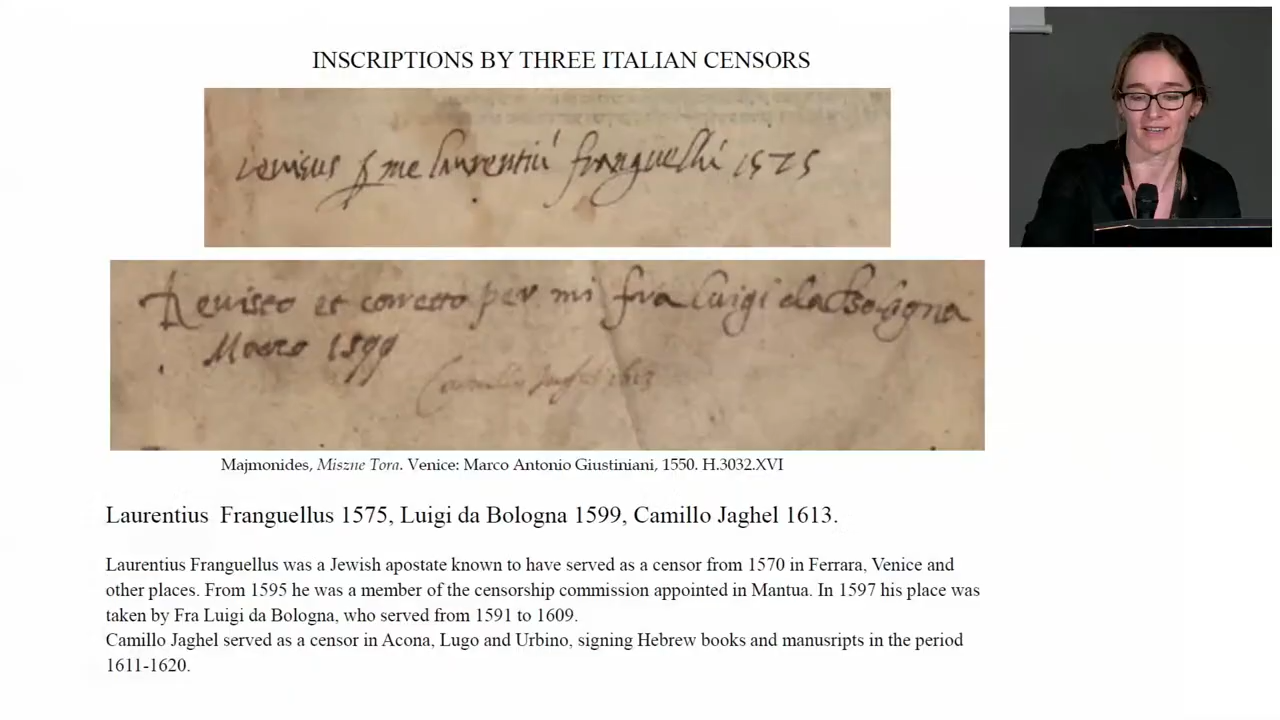 INSCRIPTIONS BY THREE ITALIAN CENSORS
revisus p me laurentiu' franguellu' 1575
Revisto et corretto per mi fra Luigi da Bologna
1599
Camillo Jaghel 1613
Majmonides, Miszne Tora. Venice: Marco Antonio Giustiniani, 1550. H.3032.XVI
Laurentius Franguellus 1575, Luigi da Bologna 1599, Camillo Jaghel 1613.
Laurentius Franguellus was a Jewish apostate known to have served as a censor from 1570 in Ferrara, Venice and
other places. From 1595 he was a member of the censorship commission appointed in Mantua. In 1597 his place was
taken by Fra Luigi da Bologna, who served from 1591 to 1609.
Camillo Jaghel served as a censor in Acona, Lugo and Urbino, signing Hebrew books and manusripts in the period
1611-1620.